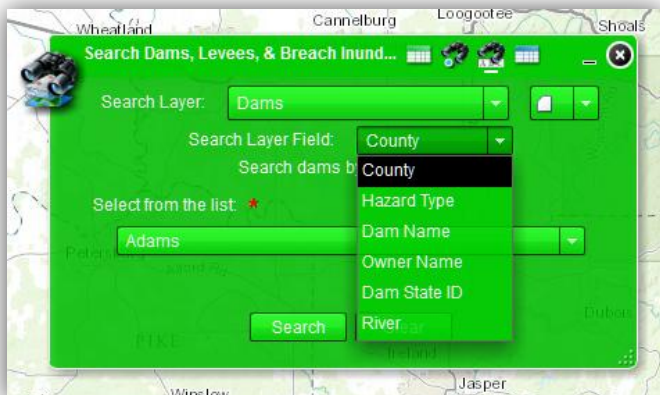 Wheatland
Cannelburg
Loogootee
Shoals
Search Dams, Levees, & Breach Inund...
Search Layer: Dams
Search Layer Field: County
Search dams b
County
Select from the list: *
Hazard Type
Adams
Dam Name
Owner Name
Dam State ID
Search
River
PIKE
Ireland
Dubois
Winslow
Jasper